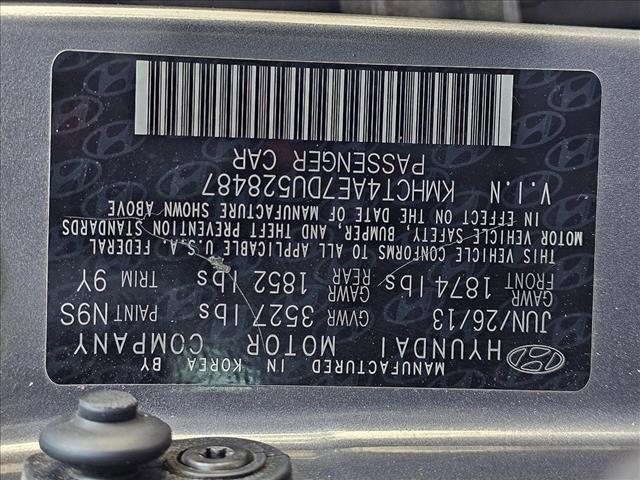 MANUFACTURED IN KOREA BY
HYUNDAI MOTOR COMPANY
JUN/26/13 GVWR 3527 lbs PAINT N9S
GAWR FRONT 1874 lbs GAWR REAR 1852 lbs TRIM 9Y
THIS VEHICLE CONFORMS TO ALL APPLICABLE U.S.A. FEDERAL
MOTOR VEHICLE SAFETY, BUMPER, AND THEFT PREVENTION STANDARDS
IN EFFECT ON THE DATE OF MANUFACTURE SHOWN ABOVE
V.I.N KMHCT4AE7DU528487
PASSENGER CAR